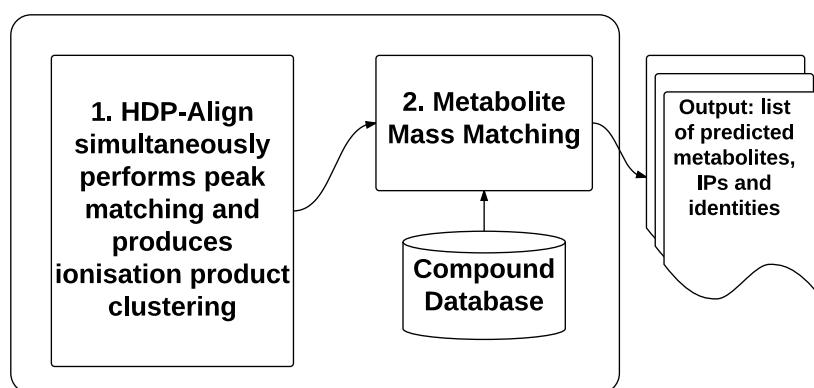 1. HDP-Align
simultaneously
performs peak
matching and
produces
ionisation product
clustering
2. Metabolite
Mass Matching
Compound
Database
Output: list
of predicted
metabolites,
IPs and
identities